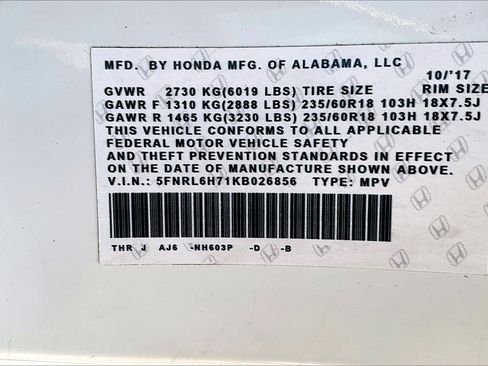 MFD. BY HONDA MFG. OF ALABAMA, LLC
10/'17
GVWR 2730 KG(6019 LBS) TIRE SIZE RIM SIZE
GAWR F 1310 KG(2888 LBS) 235/60R18 103H 18X7.5J
GAWR R 1465 KG(3230 LBS) 235/60R18 103H 18X7.5J
THIS VEHICLE CONFORMS TO ALL APPLICABLE
FEDERAL MOTOR VEHICLE SAFETY
AND THEFT PREVENTION STANDARDS IN EFFECT
ON THE DATE OF MANUFACTURE SHOWN ABOVE.
V.I.N.: 5FNRL6H71KB026856 TYPE: MPV
THR J AJ6 -NH603P -D -B